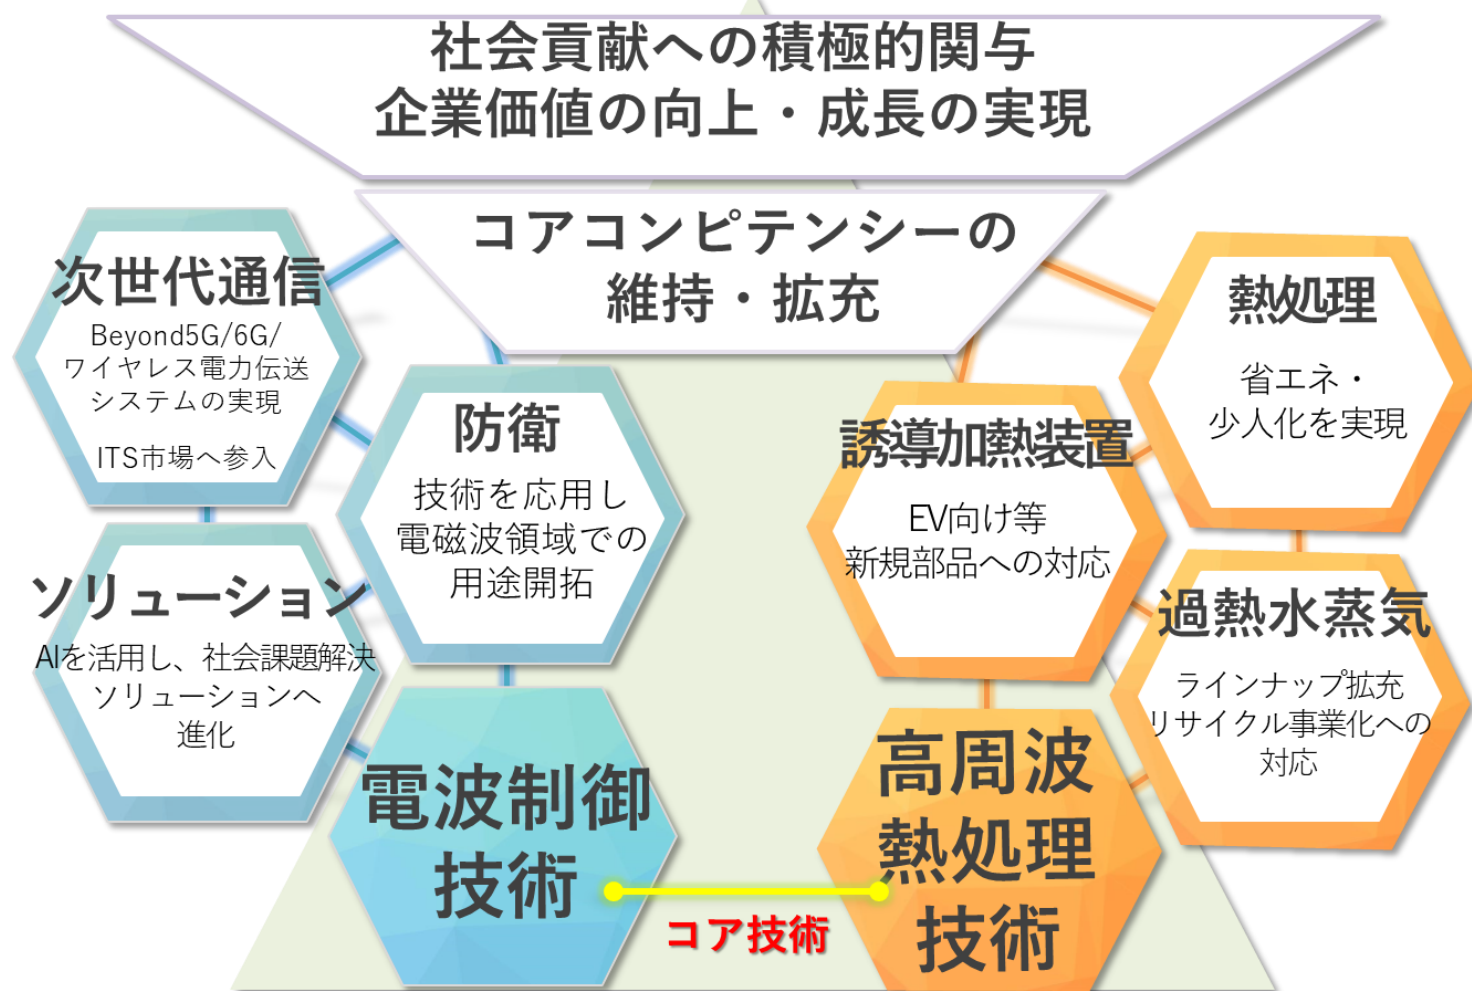 社会貢献への積極的関与
企業価値の向上・成長の実現
コアコンピテンシーの
維持・拡充
次世代通信
Beyond5G/6G/
ワイヤレス電力伝送
システムの実現
ITS市場へ参入
防衛
技術を応用し
電磁波領域での
用途開拓
ソリューション
AIを活用し、社会課題解決
ソリューションへ
進化
電波制御
技術
熱処理
省エネ・
少人化を実現
誘導加熱装置
EV向け等
新規部品への対応
過熱水蒸気
ラインナップ拡充
リサイクル事業化への
対応
高周波
熱処理
技術
コア技術